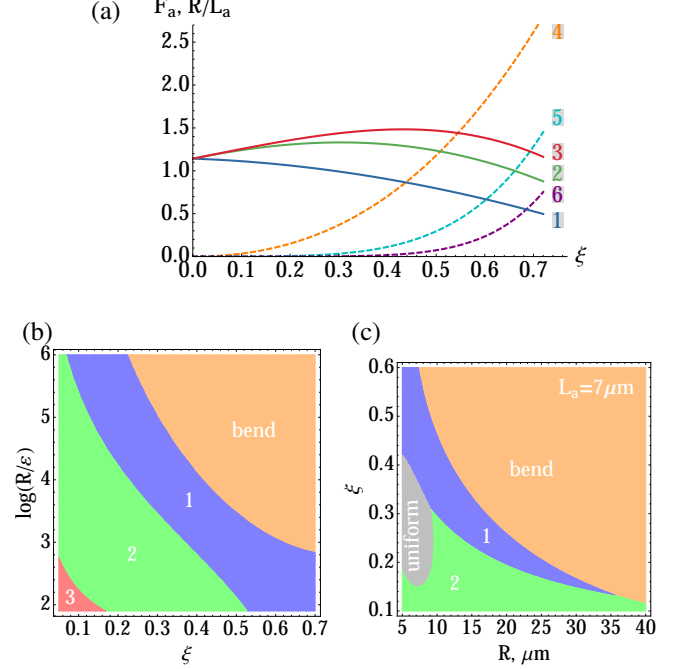 (a)
F_a, R/L_a
2.5
2.0
1.5
1.0
0.5
0.0
0.0 0.1 0.2 0.3 0.4 0.5 0.6 0.7 ξ
4
5
3
2
6
1
(b)
log(R/ε)
6
5
4
3
2
bend
1
2
3
0.1 0.2 0.3 0.4 0.5 0.6 0.7
ξ
(c)
ξ
0.6
0.5
0.4
0.3
0.2
0.1
L_a=7μm
bend
uniform
1
2
5 10 15 20 25 30 35 40
R, μm